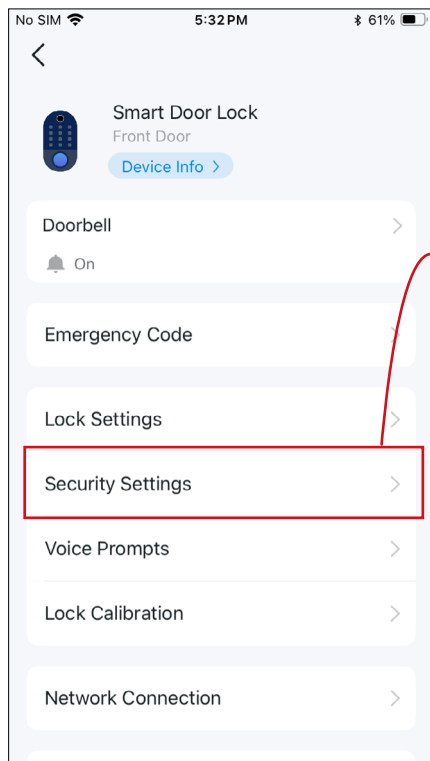 No SIM 5:32 PM 61%
Smart Door Lock
Front Door
Device Info >
Doorbell
On
Emergency Code
Lock Settings
Security Settings
Voice Prompts
Lock Calibration
Network Connection